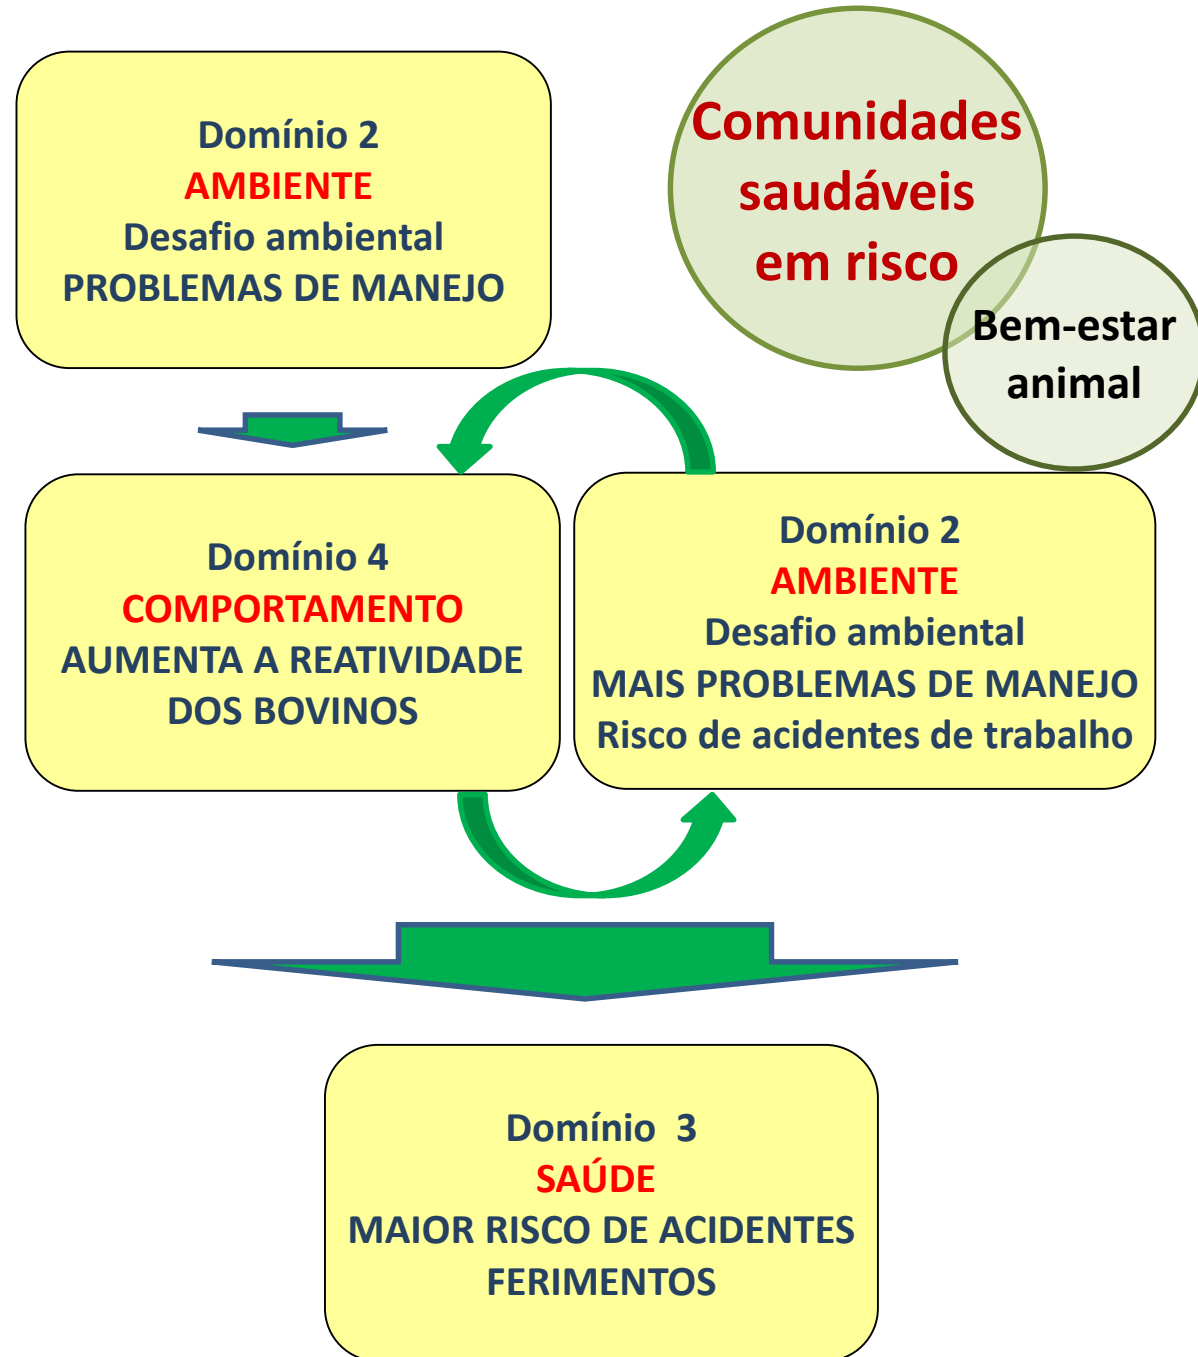 Domínio 2
AMBIENTE
Desafio ambiental
PROBLEMAS DE MANEJO
Comunidades
saudáveis
em risco
Bem-estar
animal
Domínio 4
COMPORTAMENTO
AUMENTA A REATIVIDADE
DOS BOVINOS
Domínio 2
AMBIENTE
Desafio ambiental
MAIS PROBLEMAS DE MANEJO
Risco de acidentes de trabalho
Domínio 3
SAÚDE
MAIOR RISCO DE ACIDENTES
FERIMENTOS